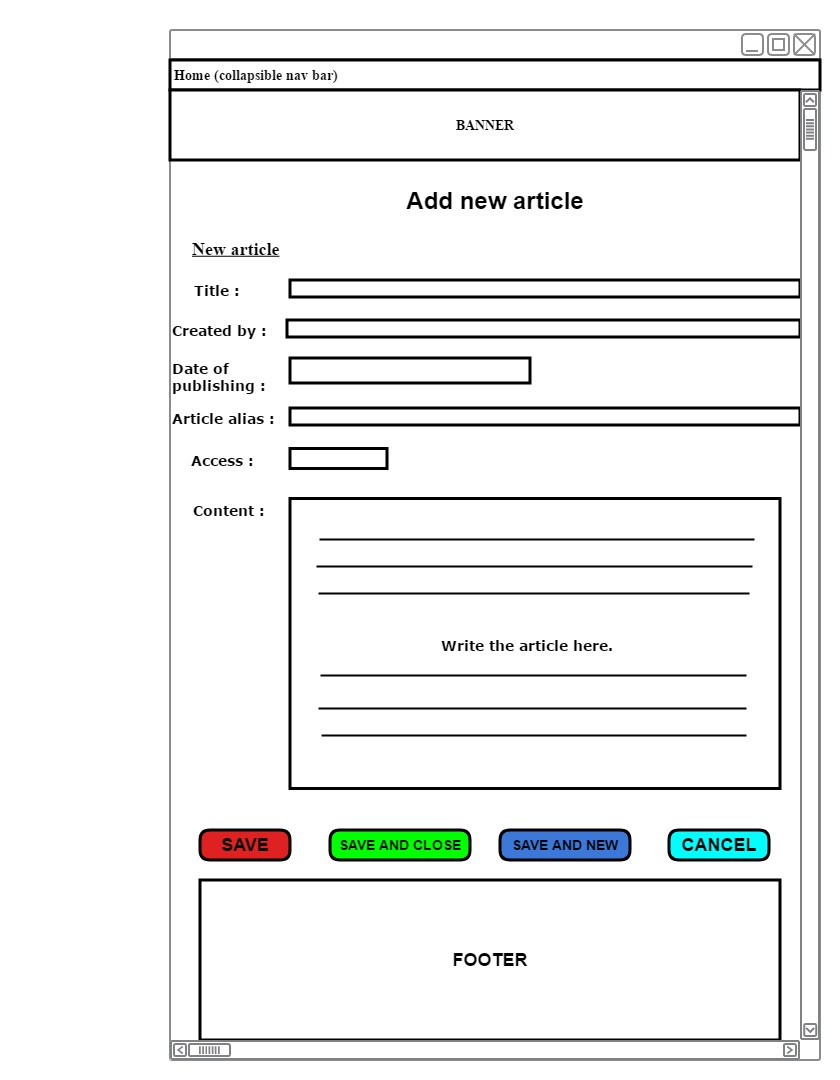 Home (collapsible nav bar)
BANNER
Add new article
New article
Title :
Created by :
Date of
publishing :
Article alias :
Access :
Content :
Write the article here.
SAVE
SAVE AND CLOSE
SAVE AND NEW
CANCEL
FOOTER